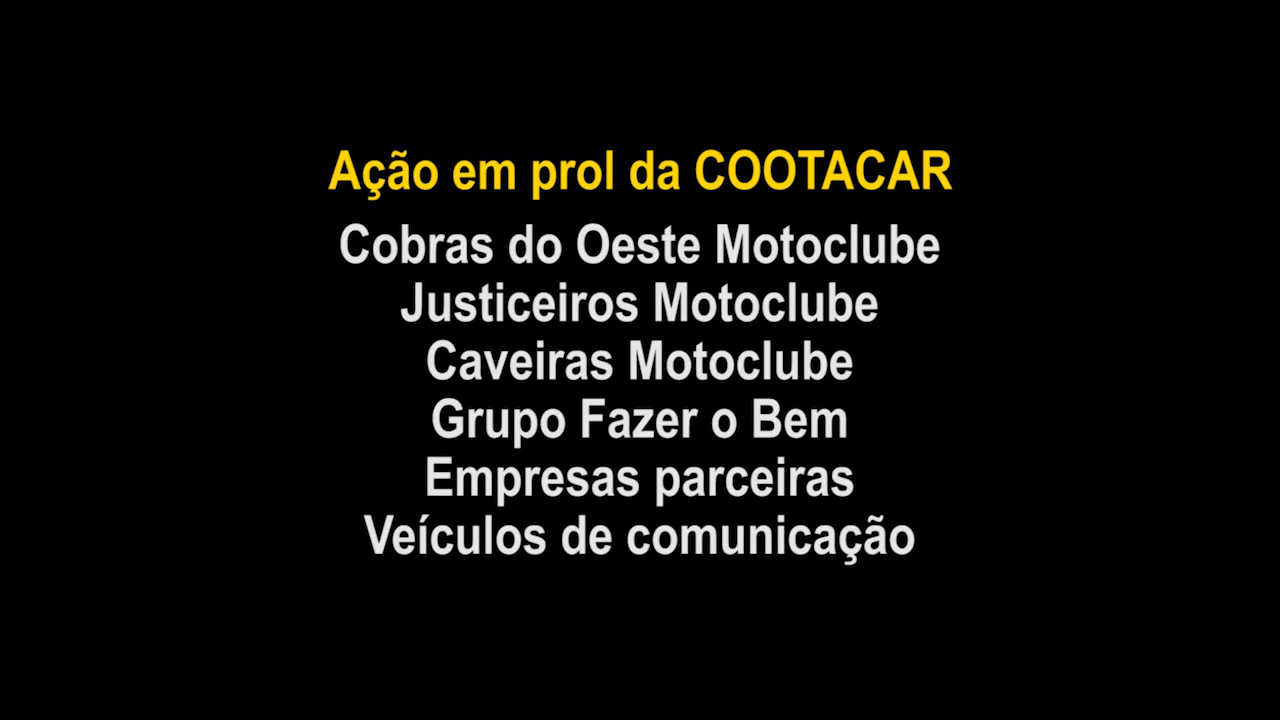 Ação em prol da COOTACAR
Cobras do Oeste Motoclube
Justiceiros Motoclube
Caveiras Motoclube
Grupo Fazer o Bem
Empresas parceiras
Veículos de comunicação